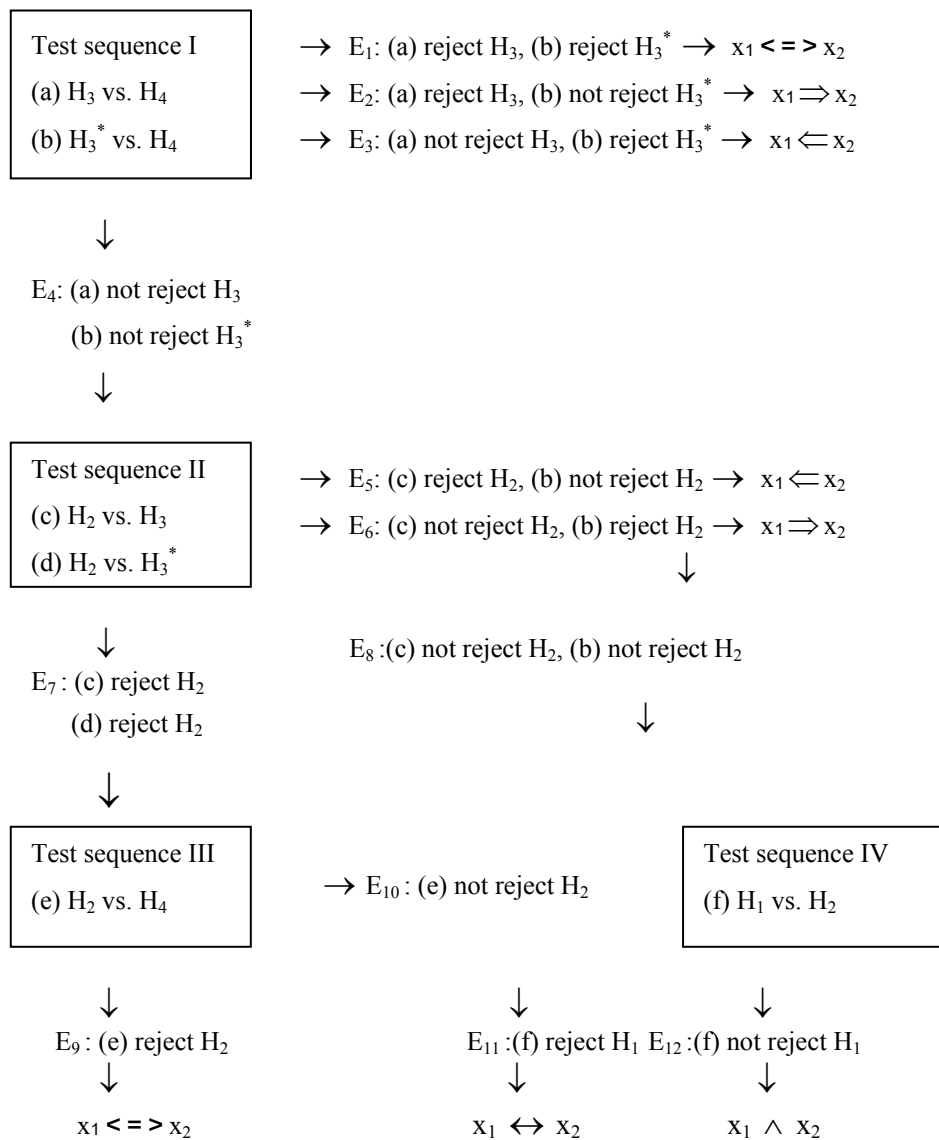 Test sequence I
(a) H₃ vs. H₄
(b) H₃* vs. H₄
→ E₁: (a) reject H₃, (b) reject H₃* → x₁ < = > x₂
→ E₂: (a) reject H₃, (b) not reject H₃* → x₁ ⇒ x₂
→ E₃: (a) not reject H₃, (b) reject H₃* → x₁ ⇐ x₂
↓
E₄: (a) not reject H₃
(b) not reject H₃*
↓
Test sequence II
(c) H₂ vs. H₃
(d) H₂ vs. H₃*
→ E₅: (c) reject H₂, (b) not reject H₂ → x₁ ⇐ x₂
→ E₆: (c) not reject H₂, (b) reject H₂ → x₁ ⇒ x₂
↓
↓
E₈ :(c) not reject H₂, (b) not reject H₂
E₇ : (c) reject H₂
(d) reject H₂
↓
↓
Test sequence III
(e) H₂ vs. H₄
→ E₁₀ : (e) not reject H₂
Test sequence IV
(f) H₁ vs. H₂
↓ ↓ ↓
E₉ : (e) reject H₂
E₁₁ :(f) reject H₁
E₁₂ :(f) not reject H₁
↓ ↓ ↓
x₁ < = > x₂
x₁ ↔ x₂
x₁ ∧ x₂